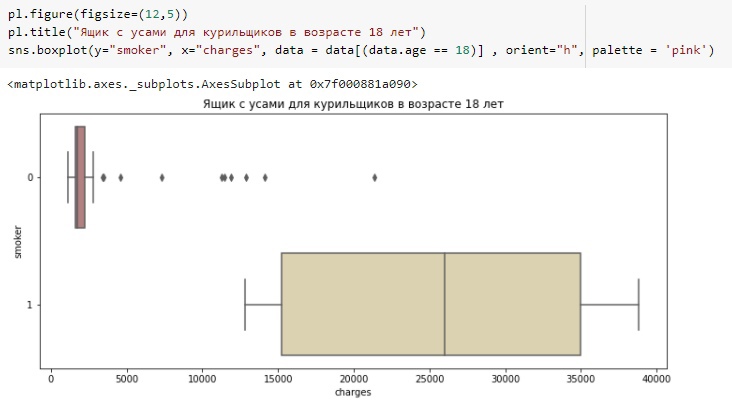 pl.figure(figsize=(12,5))
pl.title("Ящик с усами для курильщиков в возрасте 18 лет")
sns.boxplot(y="smoker", x="charges", data = data[(data.age == 18)] , orient="h", palette = 'pink')
<matplotlib.axes._subplots.AxesSubplot at 0x7f000881a090>
Ящик с усами для курильщиков в возрасте 18 лет
0
smoker
1
0 5000 10000 15000 20000 25000 30000 35000 40000
charges